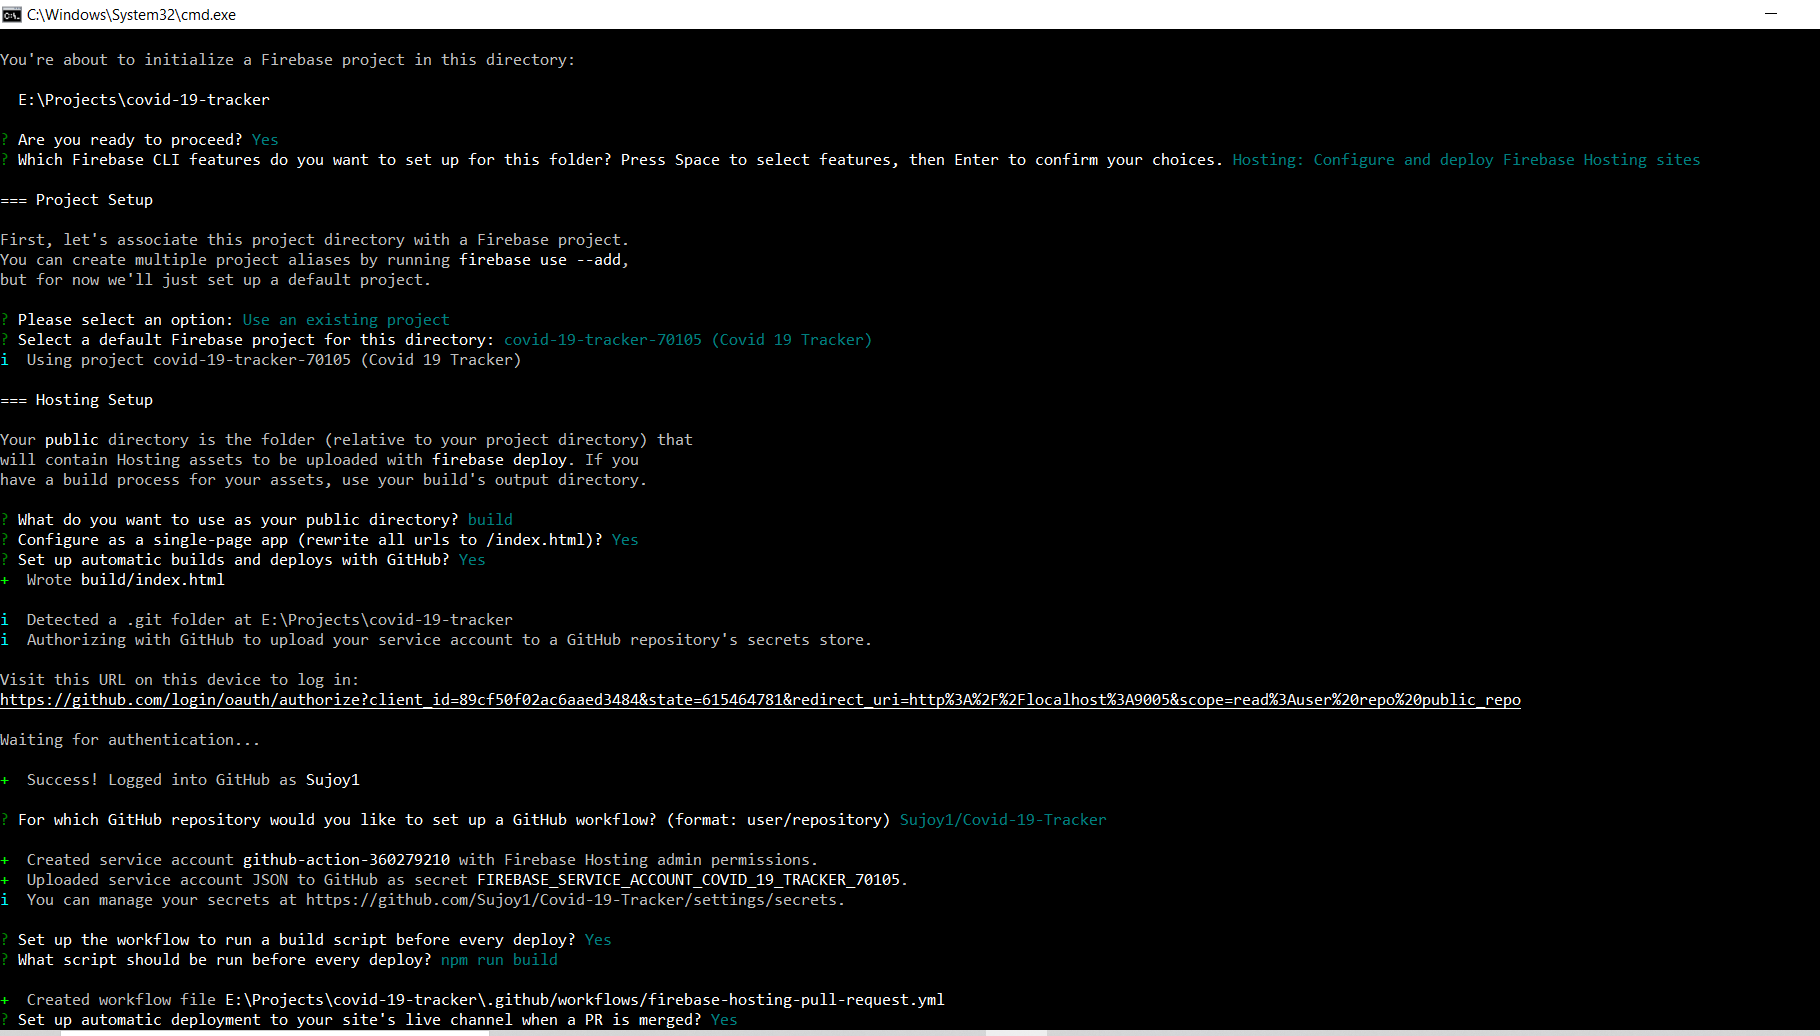 C:\Windows\System32\cmd.exe
You're about to initialize a Firebase project in this directory:
E:\Projects\covid-19-tracker
? Are you ready to proceed? Yes
? Which Firebase CLI features do you want to set up for this folder? Press Space to select features, then Enter to confirm your choices. Hosting: Configure and deploy Firebase Hosting sites
=== Project Setup
First, let's associate this project directory with a Firebase project.
You can create multiple project aliases by running firebase use --add,
but for now we'll just set up a default project.
? Please select an option: Use an existing project
? Select a default Firebase project for this directory: covid-19-tracker-70105 (Covid 19 Tracker)
i  Using project covid-19-tracker-70105 (Covid 19 Tracker)
=== Hosting Setup
Your public directory is the folder (relative to your project directory) that
will contain Hosting assets to be uploaded with firebase deploy. If you
have a build process for your assets, use your build's output directory.
? What do you want to use as your public directory? build
? Configure as a single-page app (rewrite all urls to /index.html)? Yes
? Set up automatic builds and deploys with GitHub? Yes
+  Wrote build/index.html
i  Detected a .git folder at E:\Projects\covid-19-tracker
i  Authorizing with GitHub to upload your service account to a GitHub repository's secrets store.
Visit this URL on this device to log in:
https://github.com/login/oauth/authorize?client_id=89cf50f02ac6aaed3484&state=615464781&redirect_uri=http%3A%2F%2Flocalhost%3A9005&scope=read%3Auser%20repo%20public_repo
Waiting for authentication...
+  Success! Logged into GitHub as Sujoy1
? For which GitHub repository would you like to set up a GitHub workflow? (format: user/repository) Sujoy1/Covid-19-Tracker
+  Created service account github-action-360279210 with Firebase Hosting admin permissions.
+  Uploaded service account JSON to GitHub as secret FIREBASE_SERVICE_ACCOUNT_COVID_19_TRACKER_70105.
i  You can manage your secrets at https://github.com/Sujoy1/Covid-19-Tracker/settings/secrets.
? Set up the workflow to run a build script before every deploy? Yes
? What script should be run before every deploy? npm run build
+  Created workflow file E:\Projects\covid-19-tracker\.github/workflows/firebase-hosting-pull-request.yml
? Set up automatic deployment to your site's live channel when a PR is merged? Yes